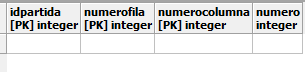 idpartida numerofila numerocolumna numero
[PK] integer [PK] integer [PK] integer integer